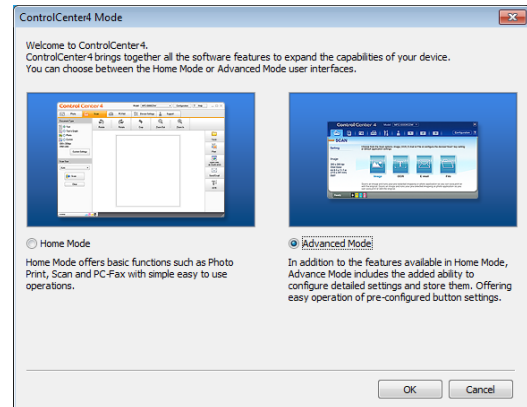 ControlCenter4 Mode
Welcome to ControlCenter4.
ControlCenter4 brings together all the software features to expand the capabilities of your device.
You can choose between the Home Mode or Advanced Mode user interfaces.
Control Center 4
Control Center 4
SCAN
Home Mode
Advanced Mode
Home Mode offers basic functions such as Photo
Print, Scan and PC-Fax with simple easy to use
operations.
In addition to the features available in Home Mode,
Advance Mode includes the added ability to
configure detailed settings and store them. Offering
easy operation of pre-configured button settings.
OK
Cancel